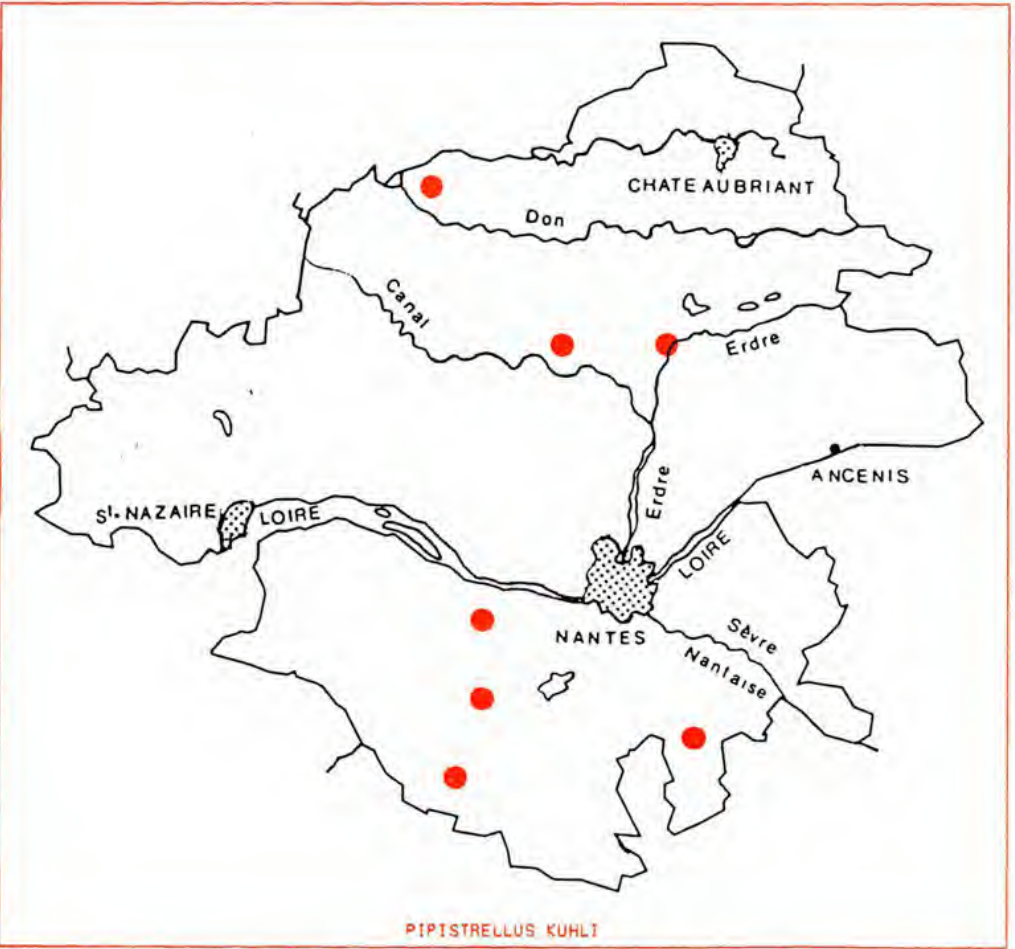 CHATEAUBRIANT
Don
Canal
Erdre
ANCENIS
Erdre
St. NAZAIRE
LOIRE
LOIRE
NANTES
Sèvre
Nantaise
PIPISTRELLUS KUHLI